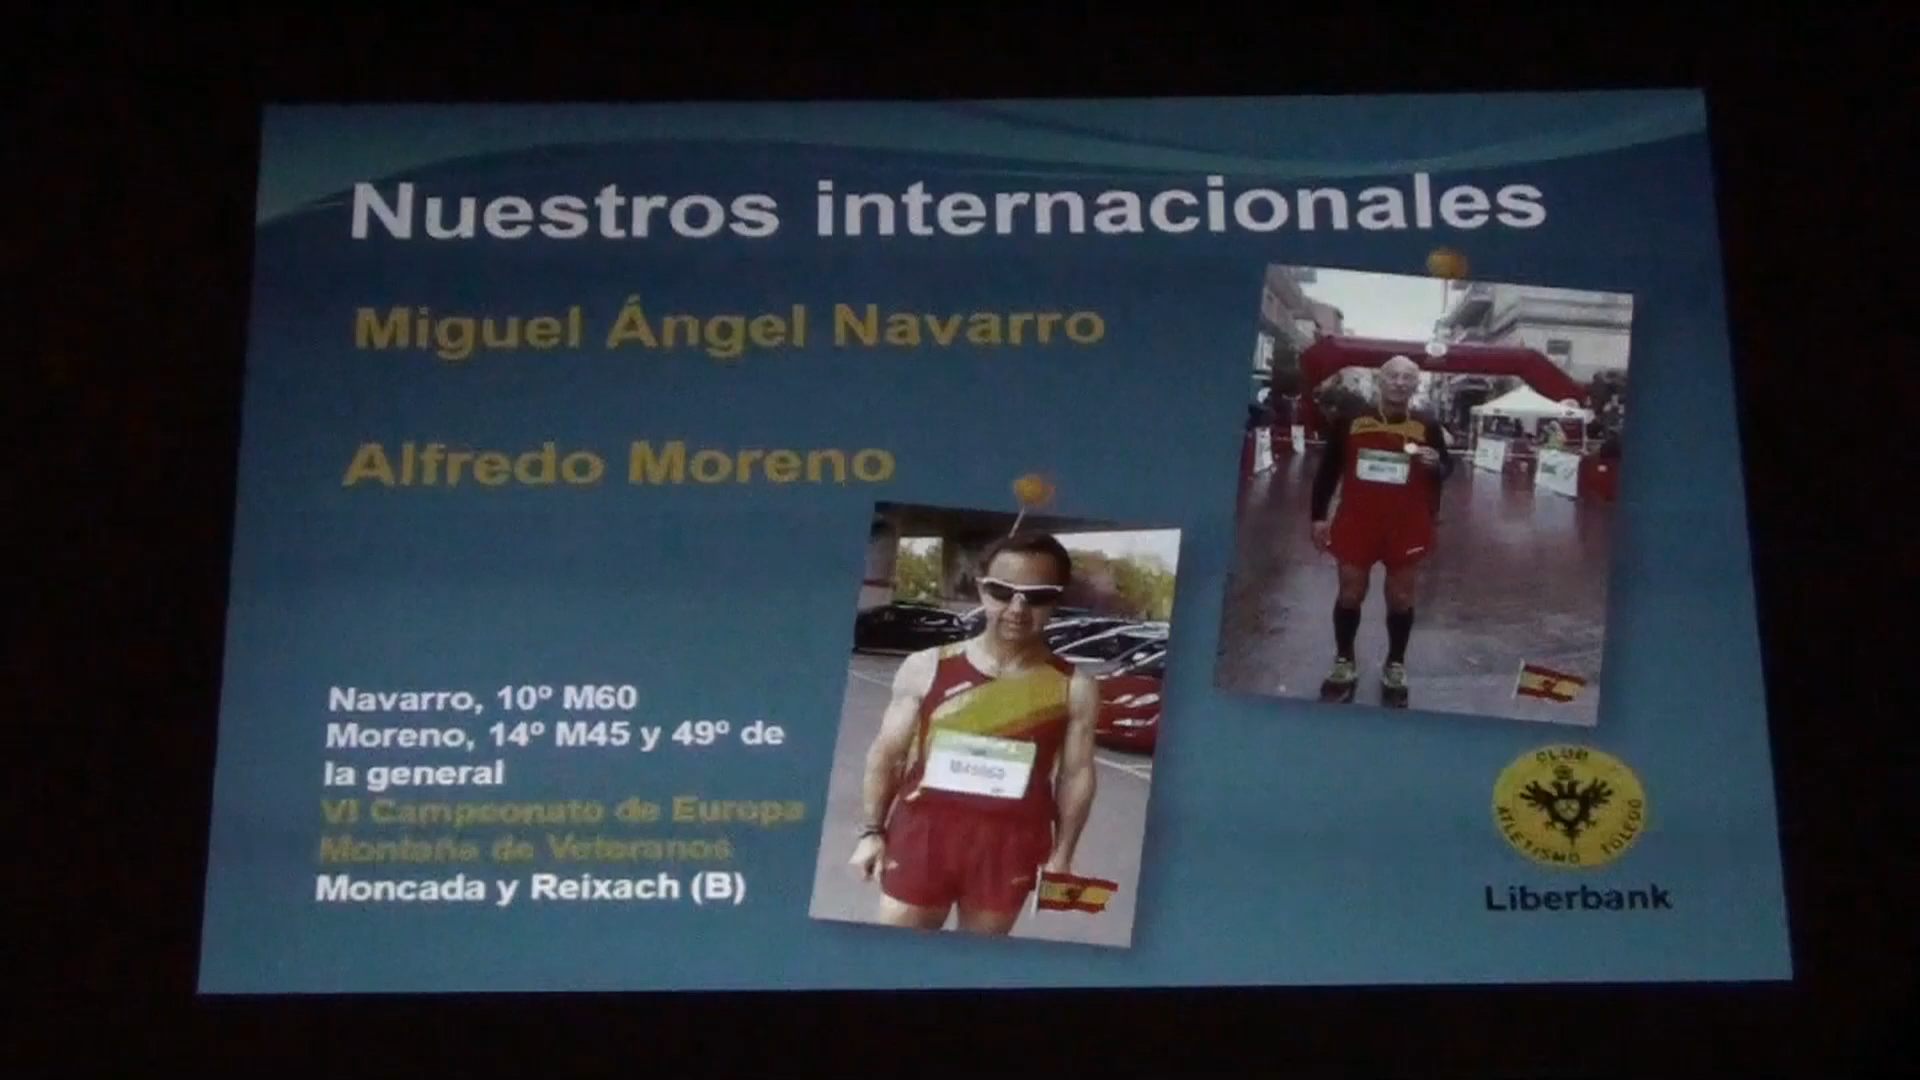 Nuestros internacionales
Miguel Ángel Navarro
Alfredo Moreno
Navarro, 10º M60
Moreno, 14º M45 y 49º de
la general
VI Campeonato de Europa
Montaña de Veteranos
Moncada y Reixach (B)
CLUB
ATLETISMO TOLEDO
Liberbank